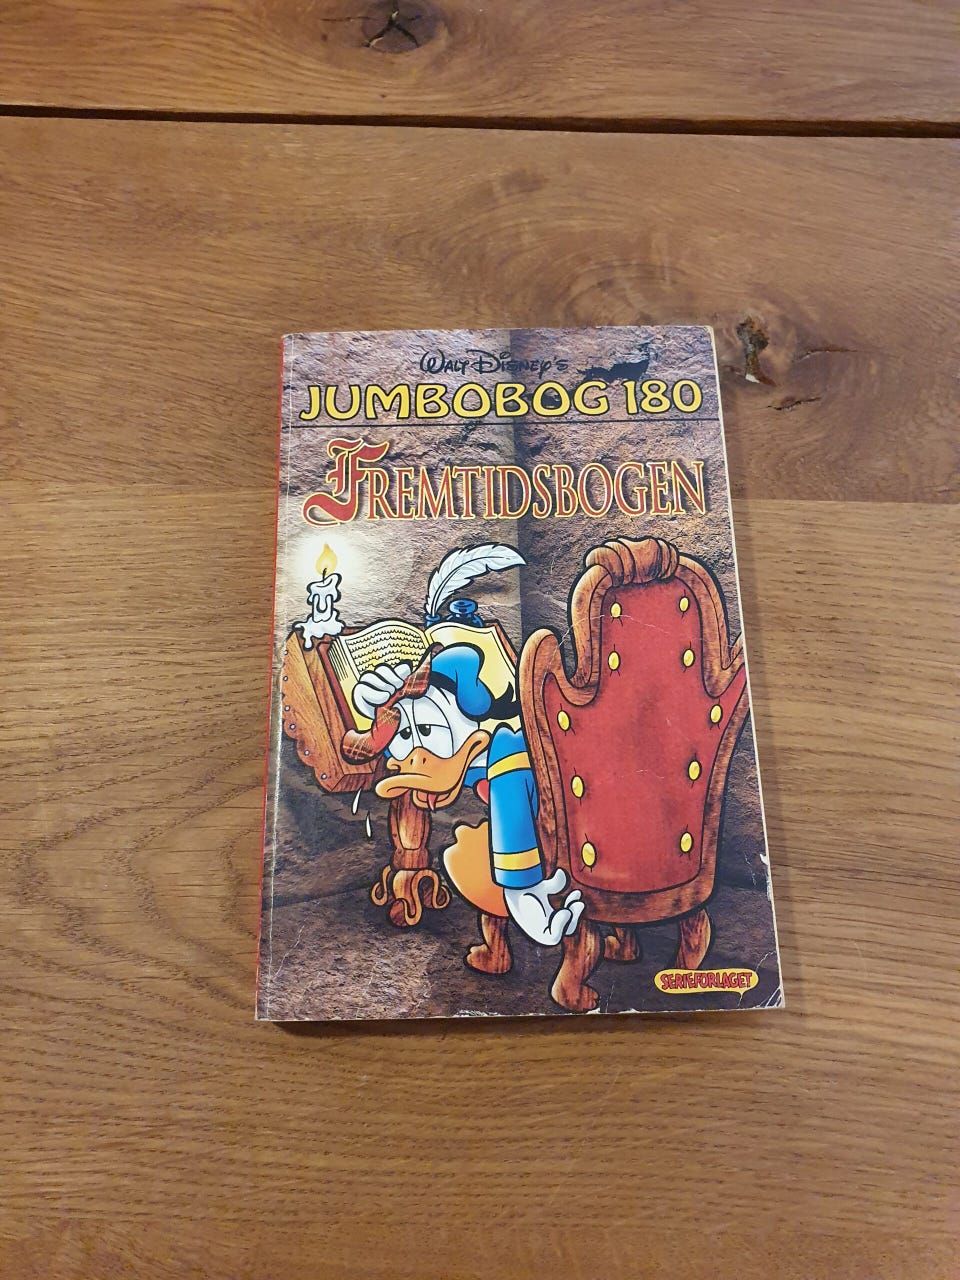 Walt Disney's
JUMBOBOG 180
FREMTIDSBOGEN
SERIEFORLAGET